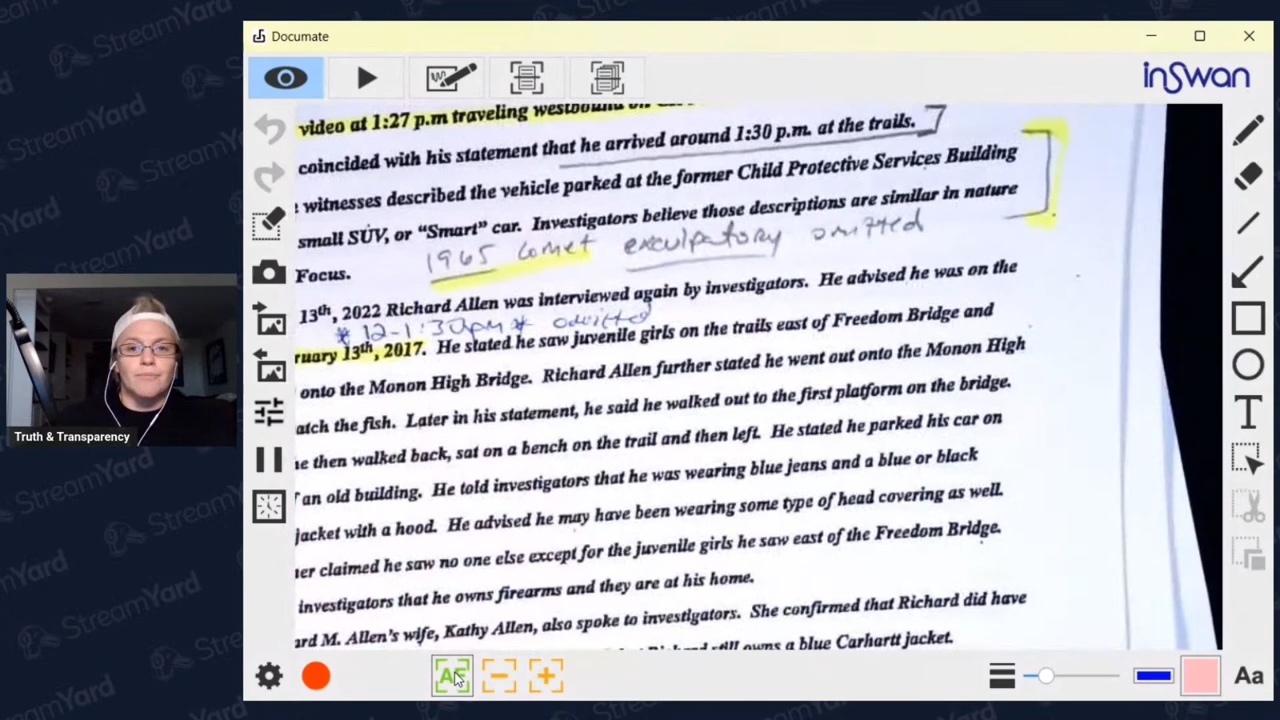 StreamYard
Documate
inSwan
video at 1:27 p.m traveling westbound on
coincided with his statement that he arrived around 1:30 p.m. at the trails.
witnesses described the vehicle parked at the former Child Protective Services Building
small SUV, or “Smart” car. Investigators believe those descriptions are similar in nature
1965 Comet exculpatory omitted
Focus.
13th, 2022 Richard Allen was interviewed again by investigators. He advised he was on the
* 12-1:30pm * omitted
ruary 13th, 2017. He stated he saw juvenile girls on the trails east of Freedom Bridge and
onto the Monon High Bridge. Richard Allen further stated he went out onto the Monon High
atch the fish. Later in his statement, he said he walked out to the first platform on the bridge.
e then walked back, sat on a bench on the trail and then left. He stated he parked his car on
f an old building. He told investigators that he was wearing blue jeans and a blue or black
jacket with a hood. He advised he may have been wearing some type of head covering as well.
er claimed he saw no one else except for the juvenile girls he saw east of the Freedom Bridge.
investigators that he owns firearms and they are at his home.
ard M. Allen's wife, Kathy Allen, also spoke to investigators. She confirmed that Richard did have
Richard still owns a blue Carhartt jacket.
Truth & Transparency
T
Aa